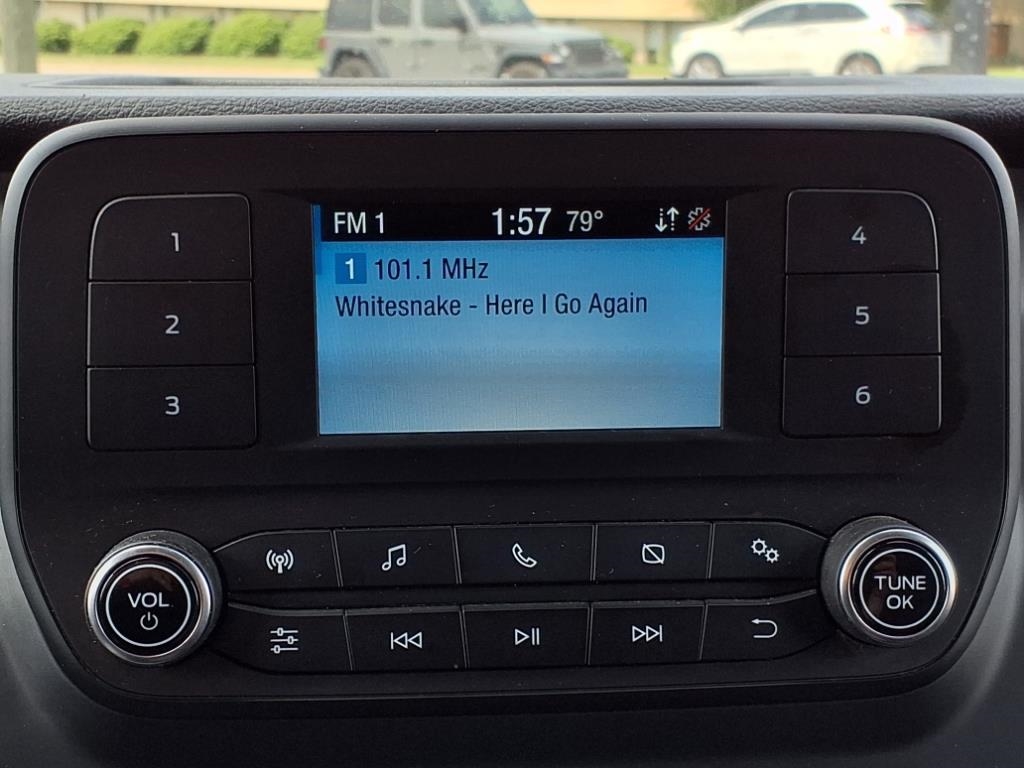 FM 1 1:57 79°
1 101.1 MHz
Whitesnake - Here I Go Again
1
2
3
4
5
6
VOL
TUNE
OK